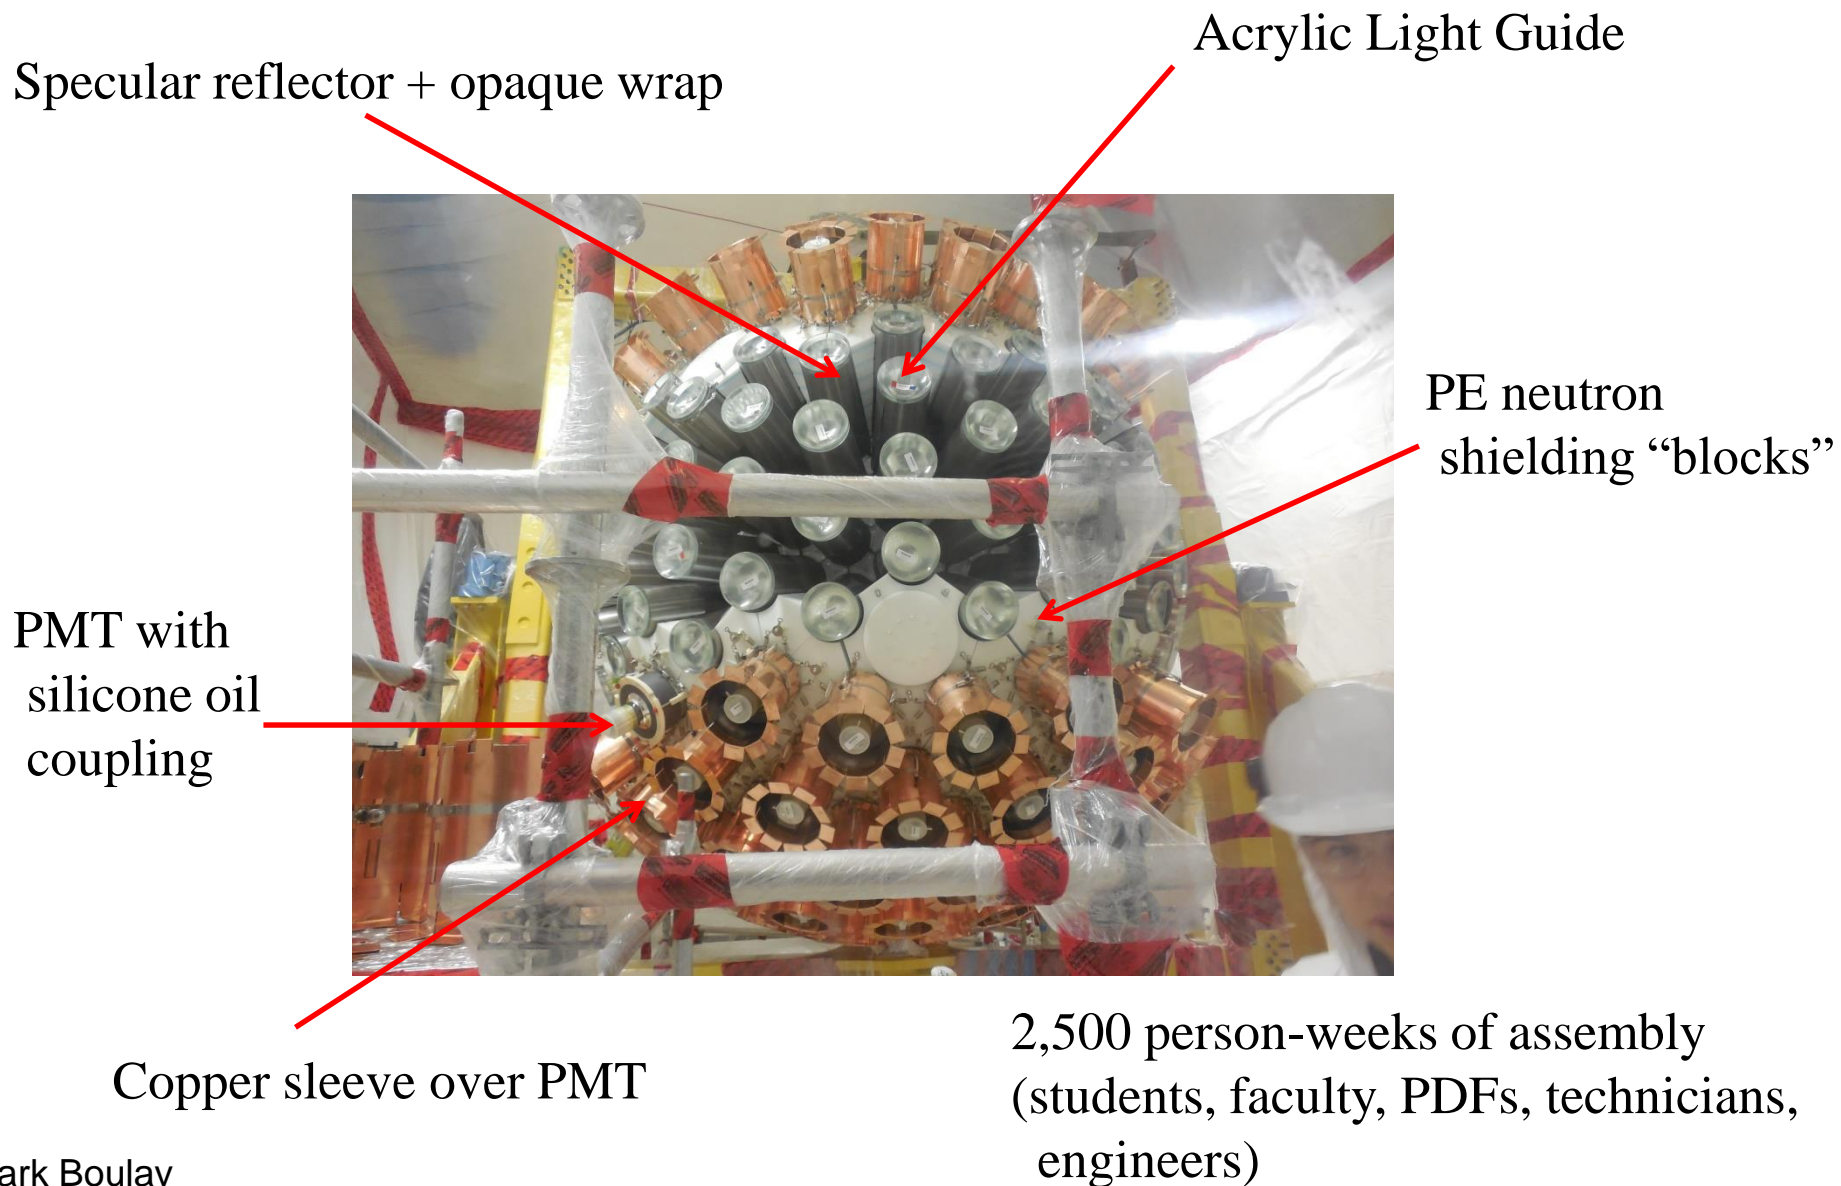 Acrylic Light Guide
Specular reflector + opaque wrap
PE neutron
shielding “blocks”
PMT with
silicone oil
coupling
Copper sleeve over PMT
2,500 person-weeks of assembly
(students, faculty, PDFs, technicians,
engineers)
ark Boulay